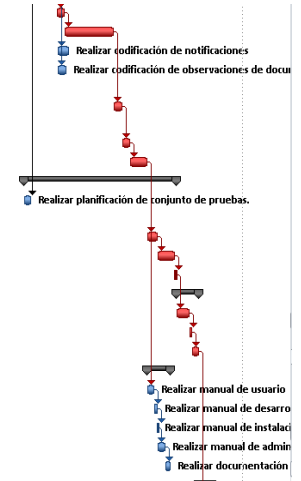 Realizar codificación de notificaciones
Realizar codificación de observaciones de docu
Realizar planificación de conjunto de pruebas.
Realizar manual de usuario
Realizar manual de desarro
Realizar manual de instalaci
Realizar manual de admin
Realizar documentación